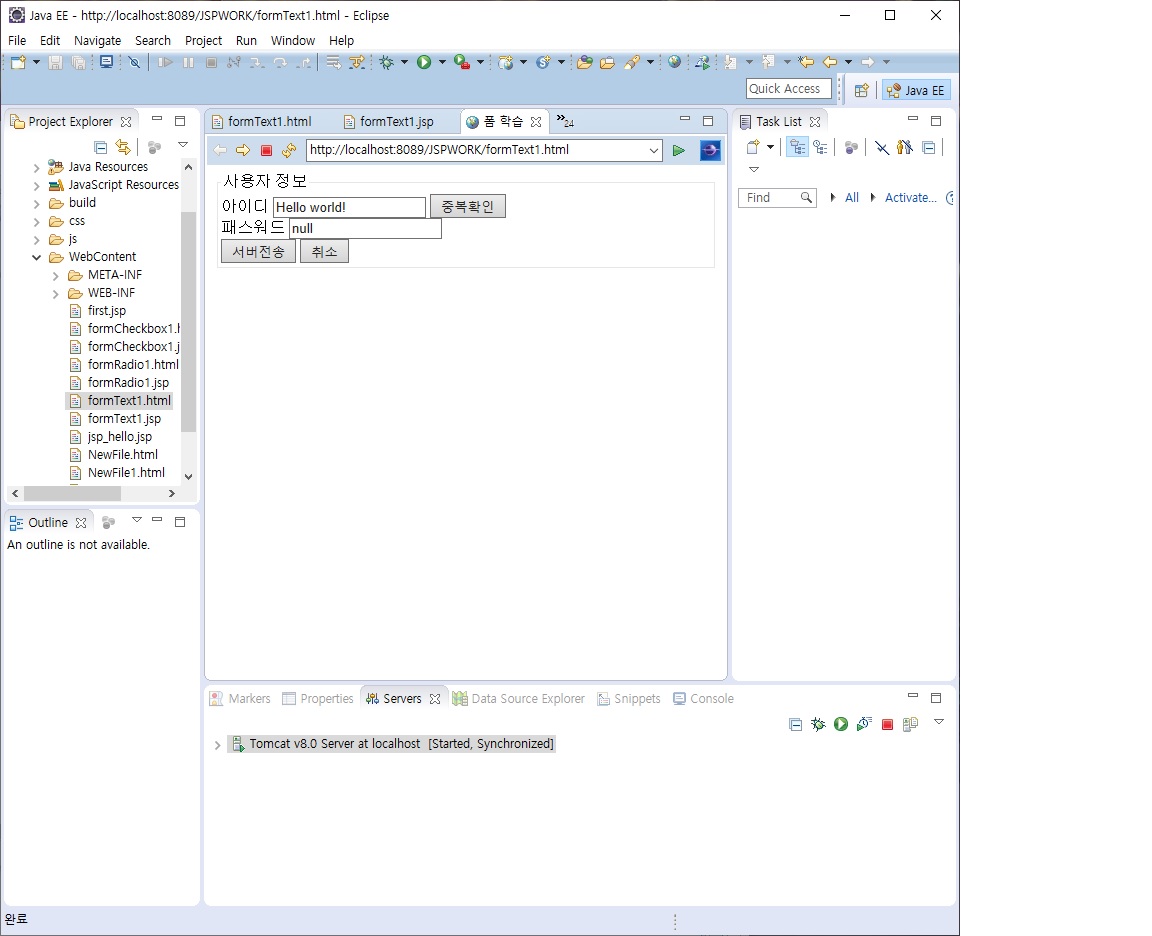 Java EE - http://localhost:8089/JSPWORK/formText1.html - Eclipse
File Edit Navigate Search Project Run Window Help
Quick Access
Java EE
Project Explorer
Java Resources
JavaScript Resources
build
css
js
WebContent
META-INF
WEB-INF
first.jsp
formCheckbox1.h
formCheckbox1.j
formRadio1.html
formRadio1.jsp
formText1.html
formText1.jsp
jsp_hello.jsp
NewFile.html
NewFile1.html
Outline
An outline is not available.
formText1.html formText1.jsp 폼 학습 »24
http://localhost:8089/JSPWORK/formText1.html
사용자 정보
아이디 Hello world! 중복확인
패스워드 null
서버전송 취소
Task List
Find All Activate...
Markers Properties Servers Data Source Explorer Snippets Console
Tomcat v8.0 Server at localhost [Started, Synchronized]
완료